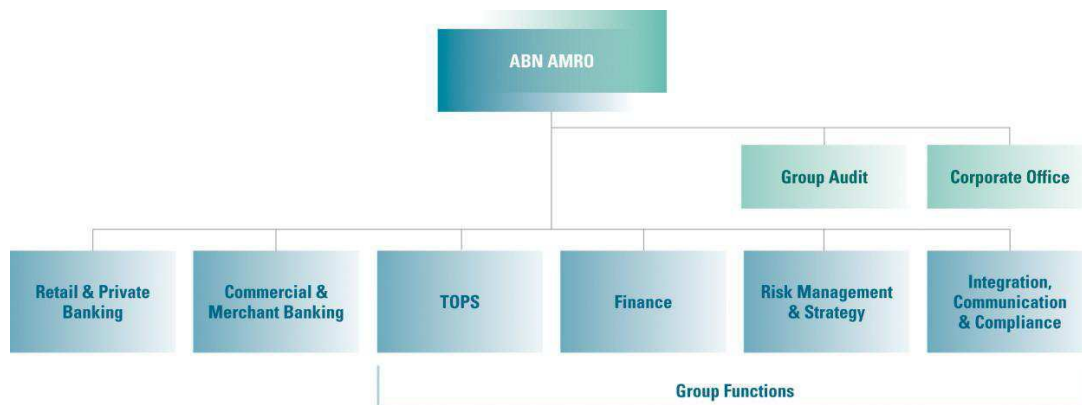 ABN AMRO
Group Audit
Corporate Office
Retail & Private
Banking
Commercial &
Merchant Banking
TOPS
Finance
Risk Management
& Strategy
Integration,
Communication
& Compliance
Group Functions